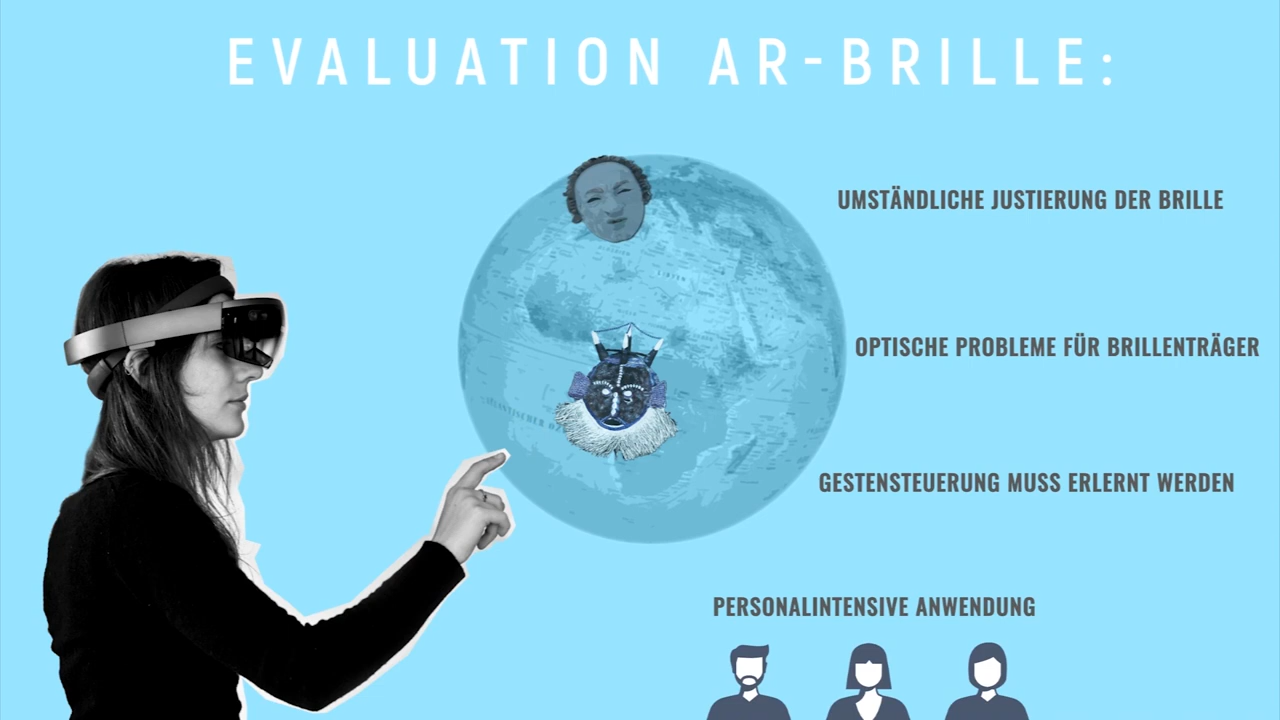 EVALUATION AR-BRILLE:
UMSTÄNDLICHE JUSTIERUNG DER BRILLE
OPTISCHE PROBLEME FÜR BRILLENTRÄGER
GESTENSTEUERUNG MUSS ERLERNT WERDEN
PERSONALINTENSIVE ANWENDUNG